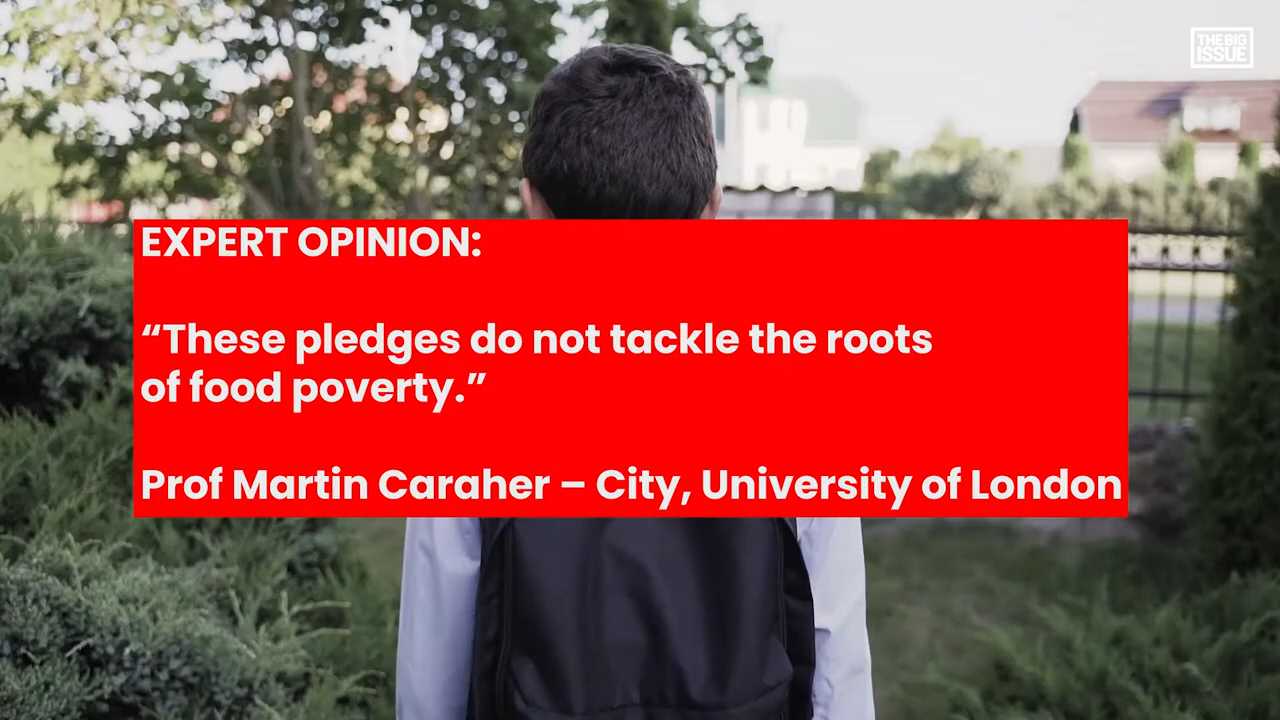 THE BIG
ISSUE
EXPERT OPINION:
“These pledges do not tackle the roots
of food poverty.”
Prof Martin Caraher – City, University of London